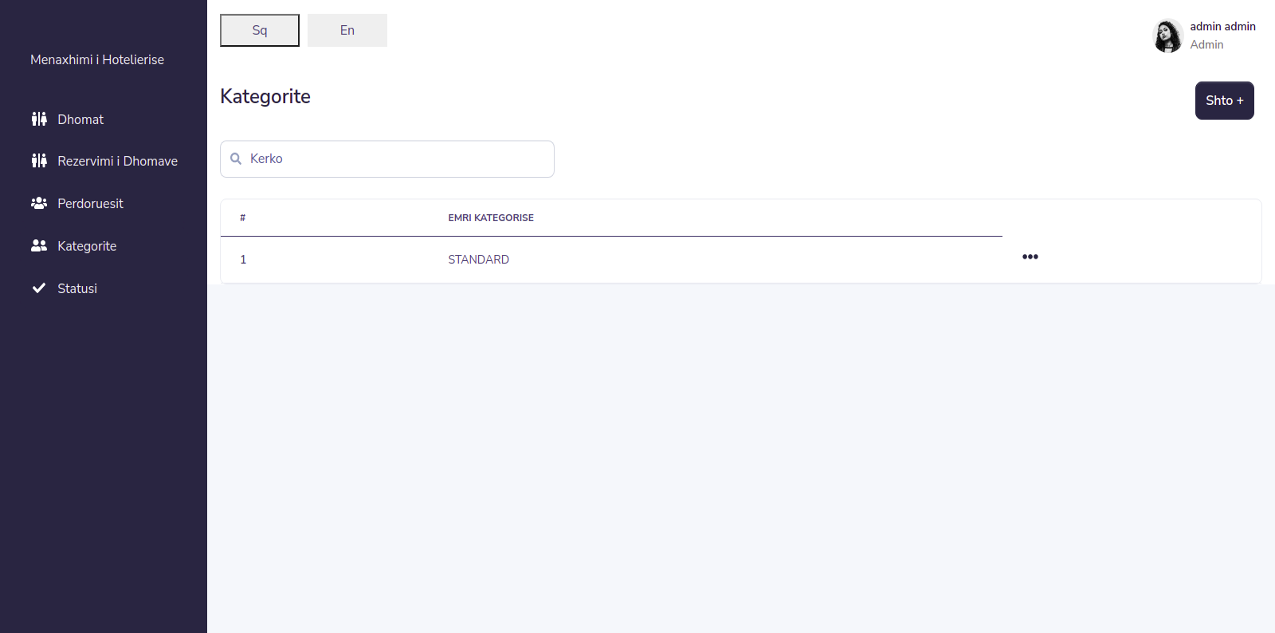 Menaxhimi i Hotelierise
Dhomat
Rezervimi i Dhomave
Perdoruesit
Kategorite
Statusi
Sq En
admin admin
Admin
Kategorite
Shto +
Kerko
# EMRI KATEGORISE
1 STANDARD